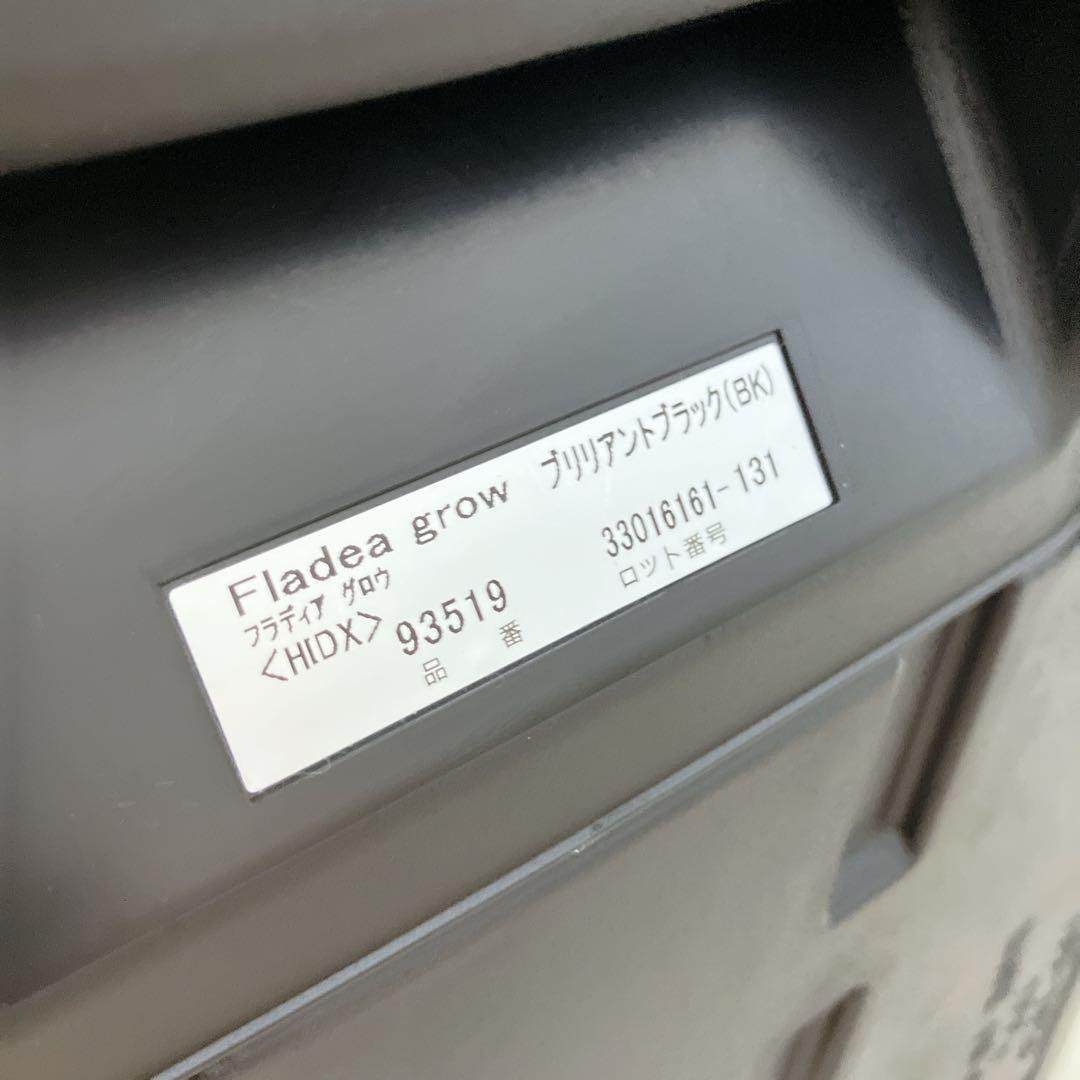 Fladea grow ブリリアントブラック(BK)
フラディア グロウ
<HIDX> 93519 33016161-131
品番 ロット番号